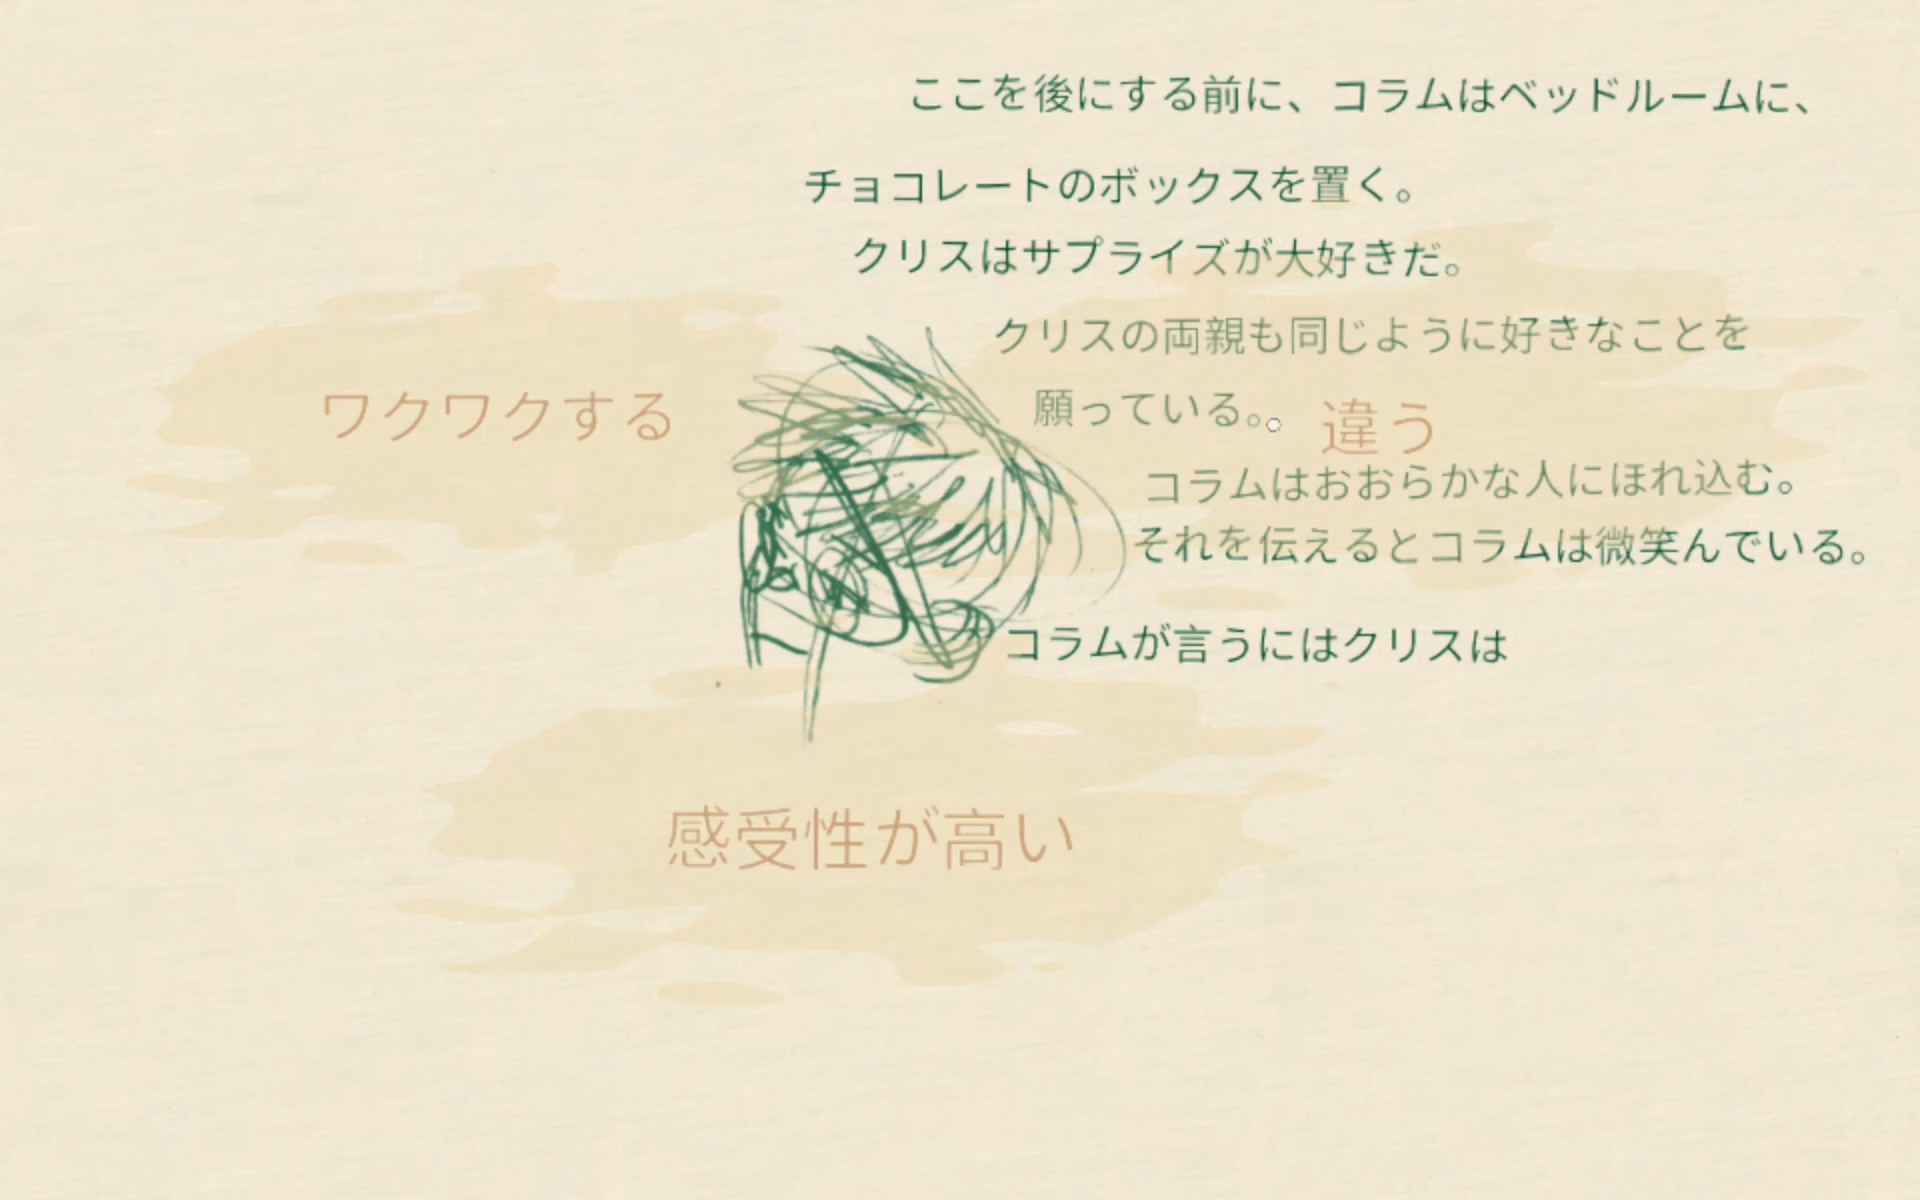 ここを後にする前に、コラムはベッドルームに、
チョコレートのボックスを置く。
クリスはサプライズが大好きだ。
クリスの両親も同じように好きなことを
願っている。
ワクワクする
違う
コラムはおおらかな人にほれ込む。
それを伝えるとコラムは微笑んでいる。
コラムが言うにはクリスは
感受性が高い